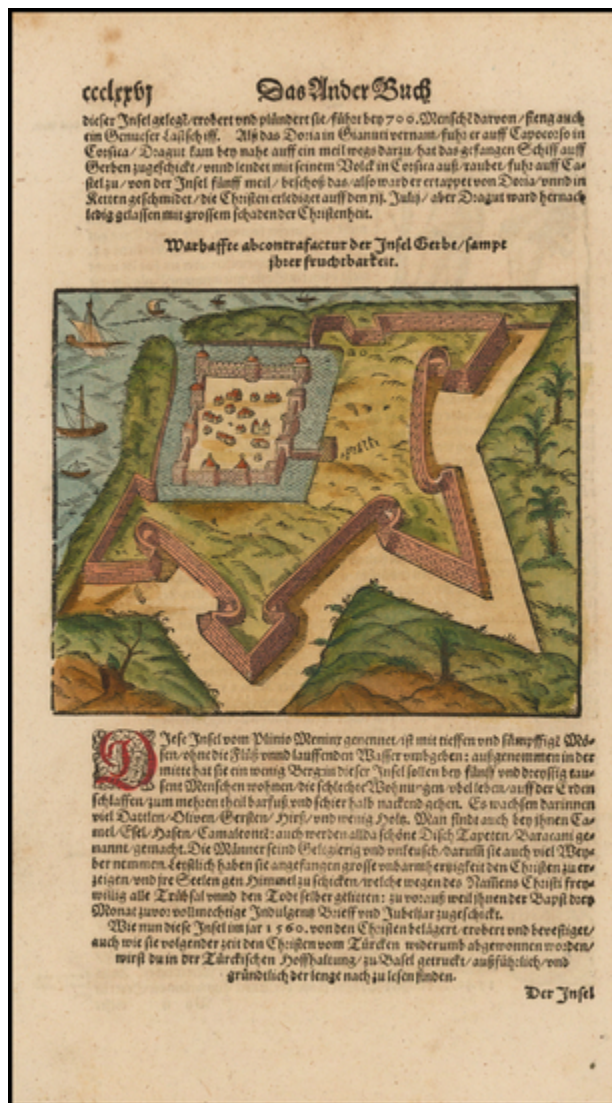 ccclxxvj Das Ander Buch
dieser Insel gelegt/erobert vnd plündert sie/führt bey 700. Menschē darvon/fieng auch
ein Genueser Lastschiff. Als das Doria in Gianuti vernam/fuhr er auff Capocorso in
Corsica/Dragut kam bey nahe auff ein meil wegs darzu/hat das gefangen Schiff auff
Gerben zugeschickt/vnnd lendet mit seinem Volck in Corsica auß/raubet/fuhr auff Ca-
stel zu/von der Insel fünff meil/beschoß das/also ward er ertappet von Doria/vnnd in
Ketten geschmidet/die Christen erlediget auff den xij. Julij/aber Dragut ward hernach
ledig gelassen mit grossem schaden der Christenheit.
Warhaffte abcontrafactur der Insel Gerbe/sampt
jhrer fruchtbarkeit.
DIese Insel vom Plinio Meninx genennet/ist mit tieffen vnd sümpffigē Mö-
sen/ohne die Flüß vnnd lauffenden Wasser vmbgeben: außgenommen in der
mitte hat sie ein wenig Berg: in dieser Insel sollen bey fünff vnd dreyssig tau-
sent Menschen wohnen/die schlechte Wohnungen/vbel leben/auff der Erden
schlaffen/zum mehren theil barfuß vnd schier halb nackend gehen. Es wachsen darinnen
viel Dattlen/Oliven/Gersten/Hirß/vnd wenig Holtz. Man findt auch bey jhnen Ca-
mel/Esel/Hasen/Camaleonte: auch werden allda schöne Disch Tapeten/Baracani ge-
nannt/gemacht. Die Männer seind Geltgierig vnd vnkeusch/darum̃ sie auch viel Wey-
ber nemmen. Letstlich haben sie angefangen grosse vnbarmhertzigkeit den Christen zu er-
zeigen/vnd jre Seelen gen Himmel zu schicken/welche wegen des Nam̃ens Christi frey-
willig alle Trübsal vnnd den Todt selber gelitten: zu vorauß weil jhnen der Bapst drey
Monat zuvor vollmechtige Indulgentz Brieff vnd Jubeljar zugeschickt.
Wie nun diese Insel im jar 1560. von den Christen belägert/erobert vnd bevestiget/
auch wie sie volgender zeit den Christen vom Türcken widerumb abgewonnen worden/
wirst du in der Türckischen Hoffhaltung/zu Basel getruckt/außführlich/vnd
gründtlich der lenge nach zu lesen finden.
Der Insel